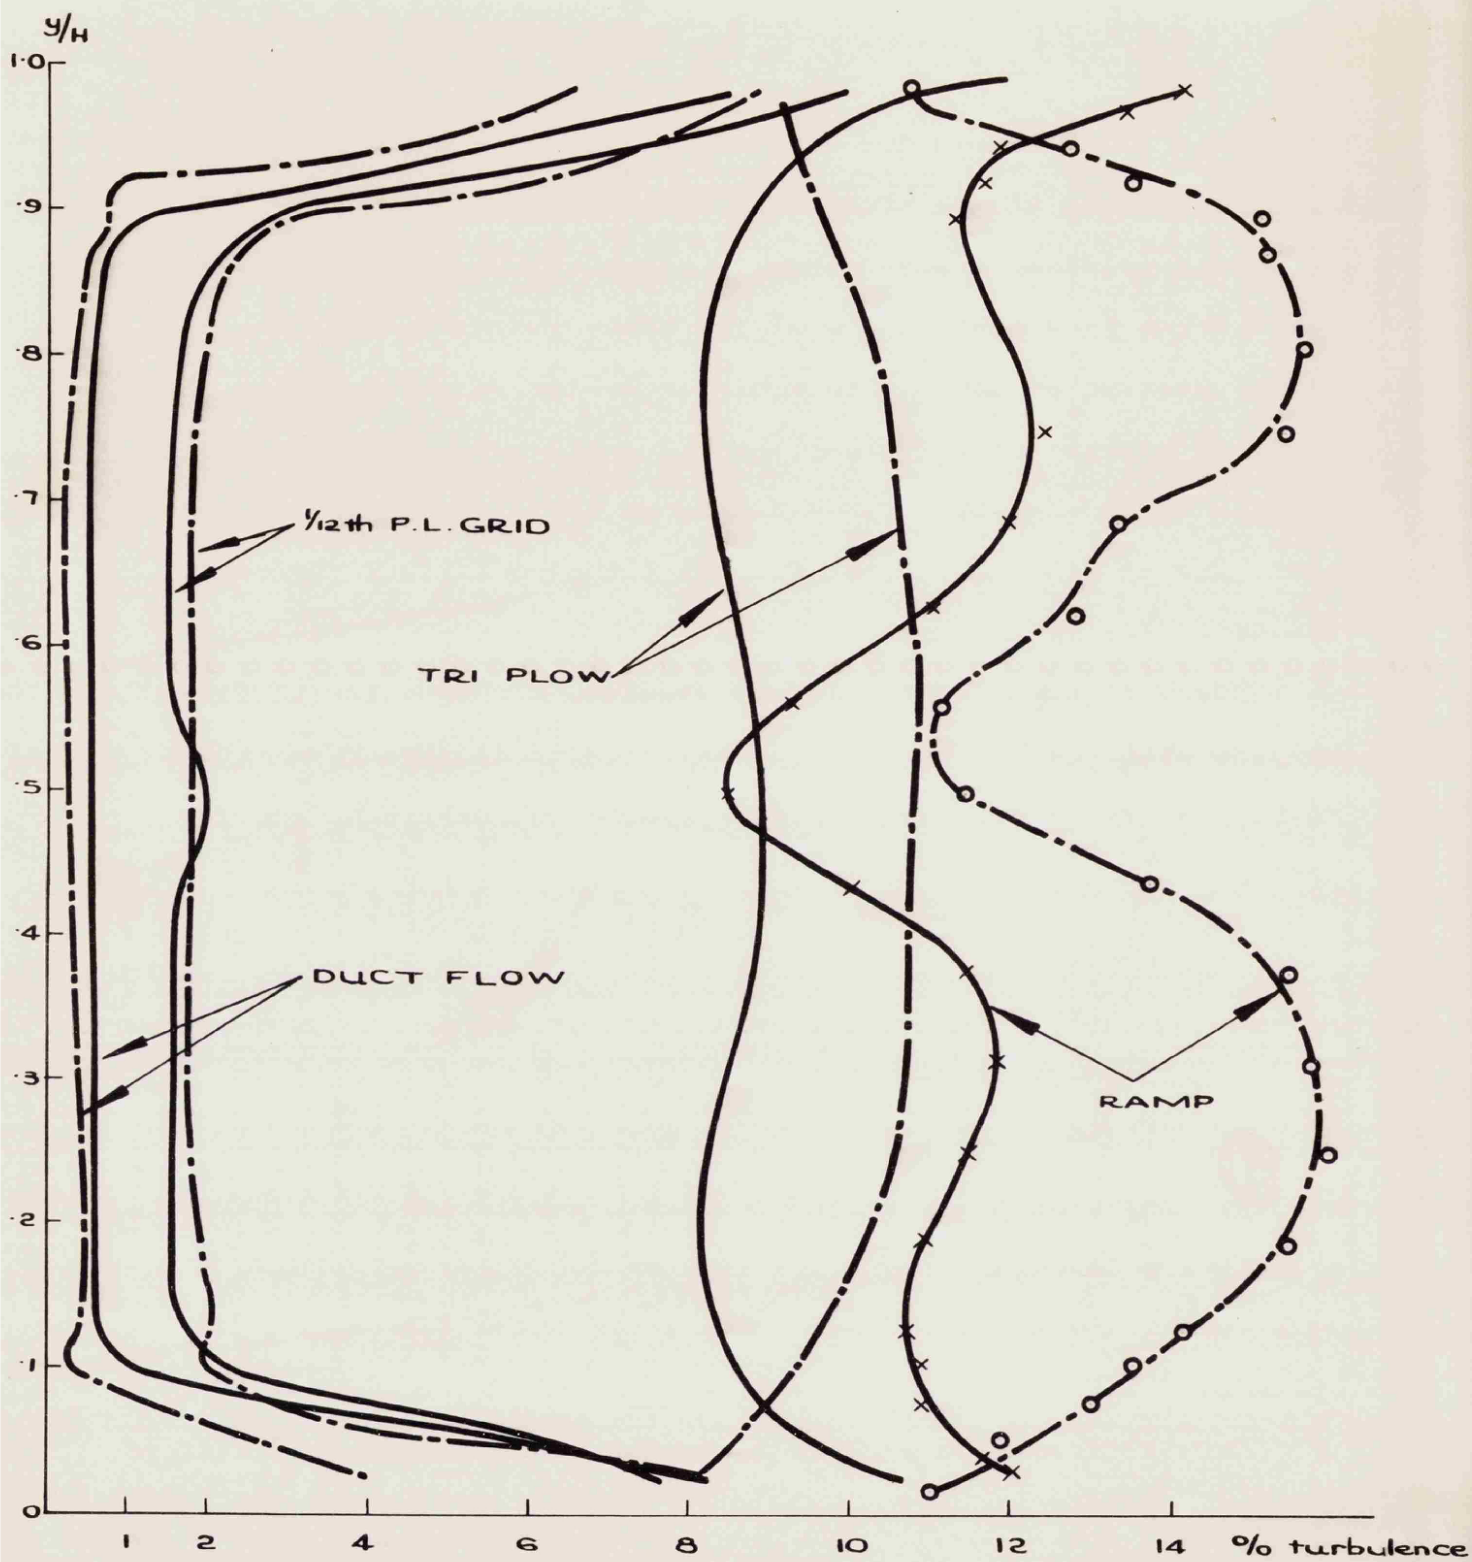 y/H
1·0
·9
·8
·7
1/12th P.L. GRID
·6
TRI PLOW
·5
·4
DUCT FLOW
·3
RAMP
·2
·1
0
1 2 4 6 8 10 12 14 % turbulence